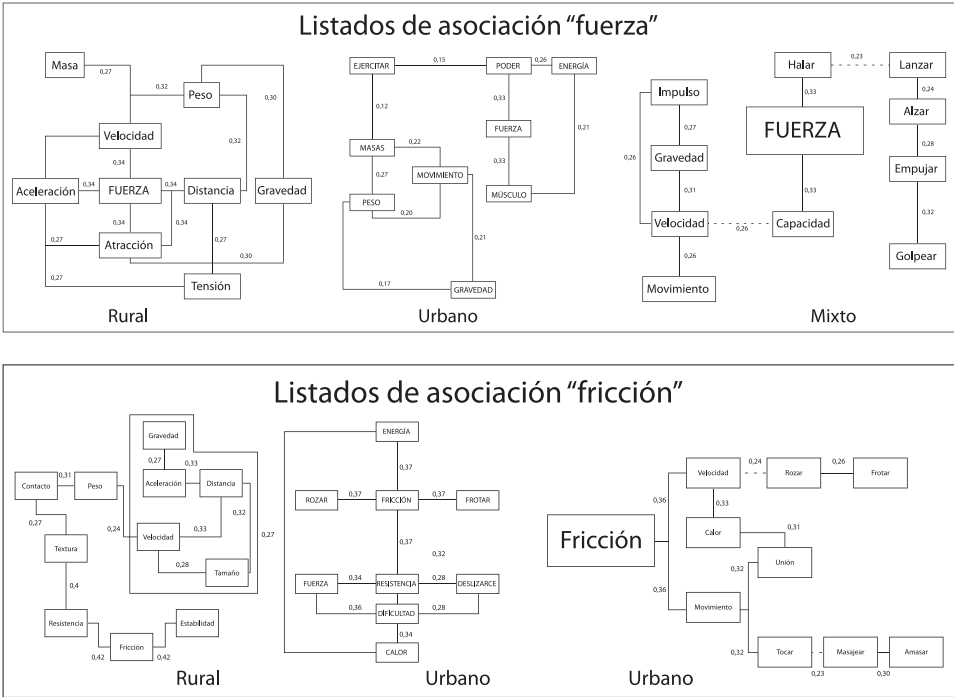 Listados de asociación “fuerza”
Masa
0,27
0,32
Peso
0,30
Velocidad
0,32
0,34
Aceleración
0,34
FUERZA
0,34
Distancia
Gravedad
0,34
0,34
0,27
Atracción
0,27
0,30
0,27
Tensión
Rural
EJERCITAR
0,15
PODER
0,26
ENERGÍA
0,12
0,33
FUERZA
0,21
MASAS
0,22
0,33
0,27
MOVIMIENTO
PESO
0,20
MÚSCULO
0,21
0,17
GRAVEDAD
Urbano
Impulso
0,27
0,26
Gravedad
0,31
Velocidad
0,26
0,26
Movimiento
Halar
0,23
Lanzar
0,33
0,24
FUERZA
Alzar
0,28
Empujar
0,33
0,32
Capacidad
Golpear
Mixto
Listados de asociación “fricción”
Gravedad
0,27
0,33
Contacto
0,31
Peso
Aceleración
Distancia
0,27
0,32
0,24
0,33
0,27
Textura
Velocidad
0,28
Tamaño
0,4
Resistencia
Estabilidad
0,42
Fricción
0,42
Rural
ENERGÍA
0,37
ROZAR
0,37
FRICCIÓN
0,37
FROTAR
0,37
0,32
FUERZA
0,34
RESISTENCIA
0,28
DESLIZARCE
0,36
DIFICULTAD
0,28
0,34
CALOR
Urbano
Velocidad
0,24
Rozar
0,26
Frotar
0,36
0,33
Fricción
Calor
0,31
0,32
Unión
0,36
Movimiento
0,32
Tocar
0,23
Masajear
0,30
Amasar
Urbano